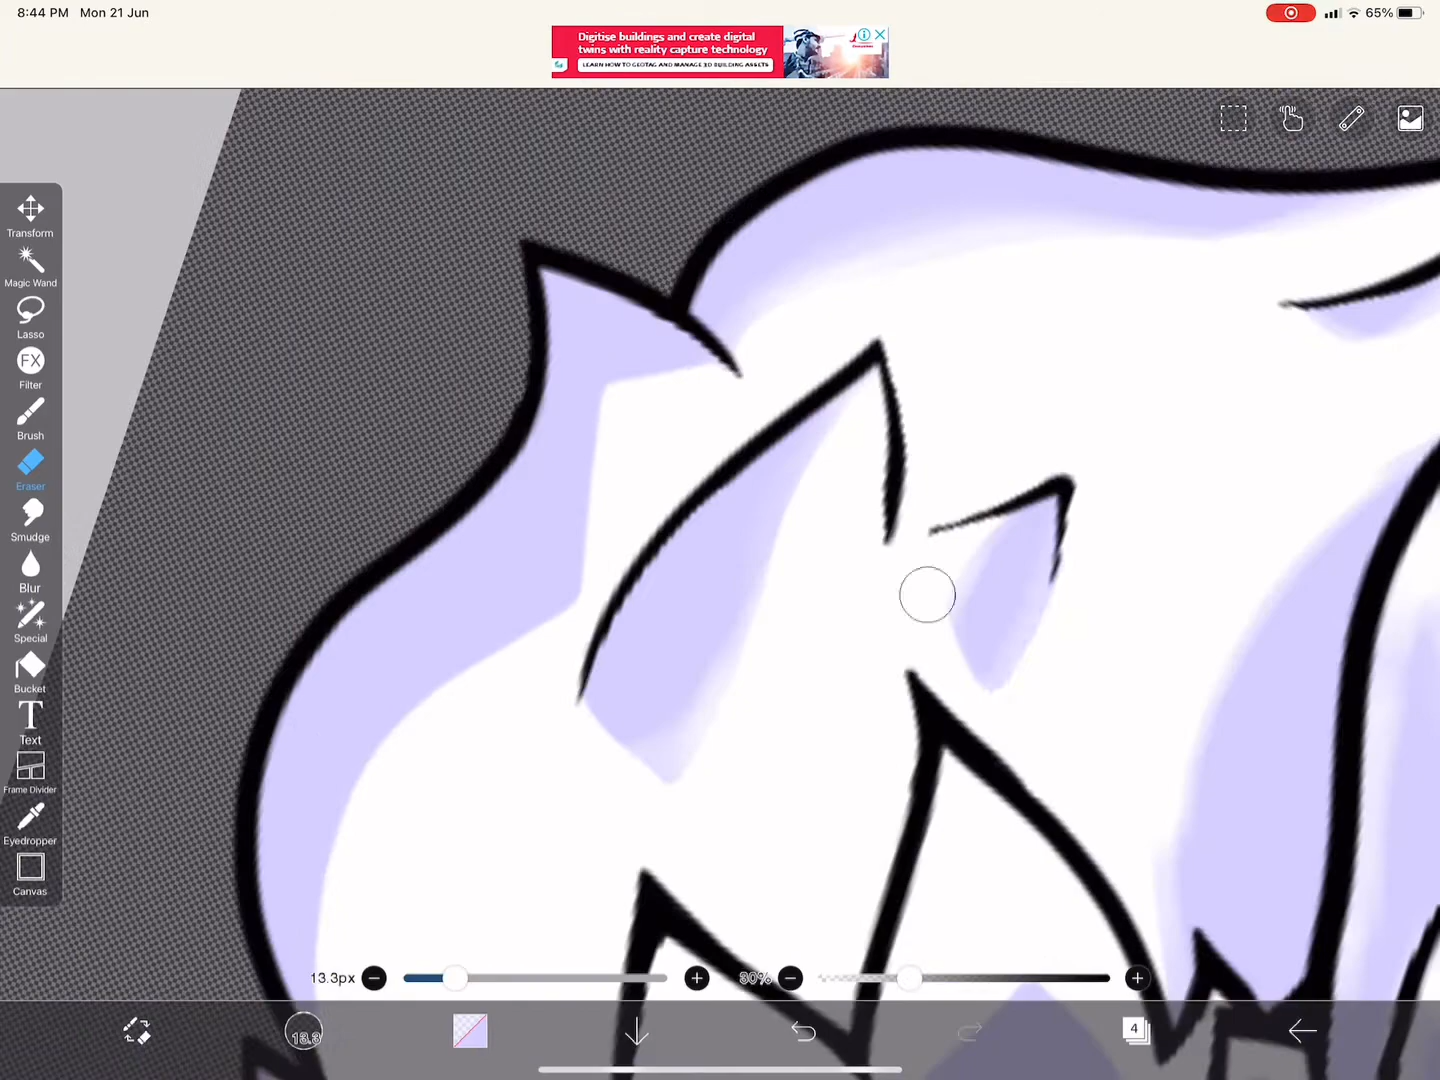 8:44 PM Mon 21 Jun
65%
Digitise buildings and create digital
twins with reality capture technology
LEARN HOW TO GEOTAG AND MANAGE 3D BUILDING ASSETS
Transform
Magic Wand
Lasso
FX
Filter
Brush
Eraser
Smudge
Blur
Special
Bucket
T
Text
Frame Divider
Eyedropper
Canvas
13.3px
30%
13.3
4